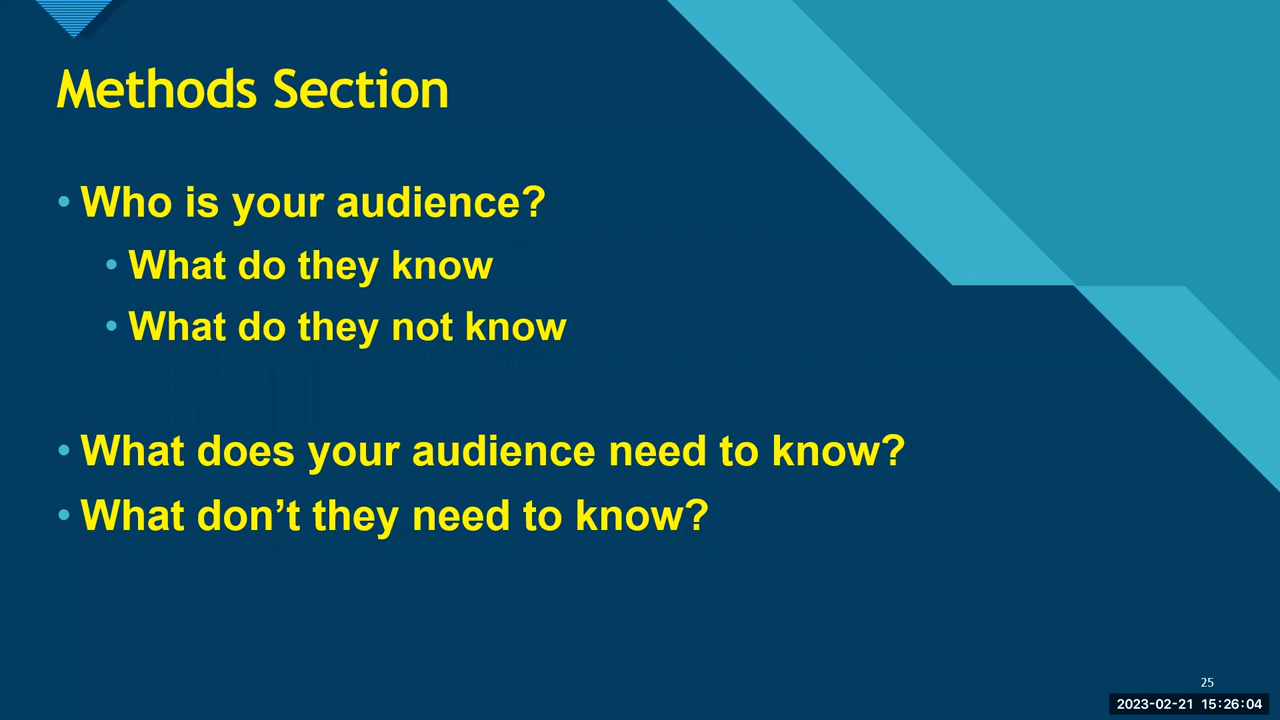 Methods Section
• Who is your audience?
• What do they know
• What do they not know
• What does your audience need to know?
• What don’t they need to know?
25
2023-02-21 15:26:04